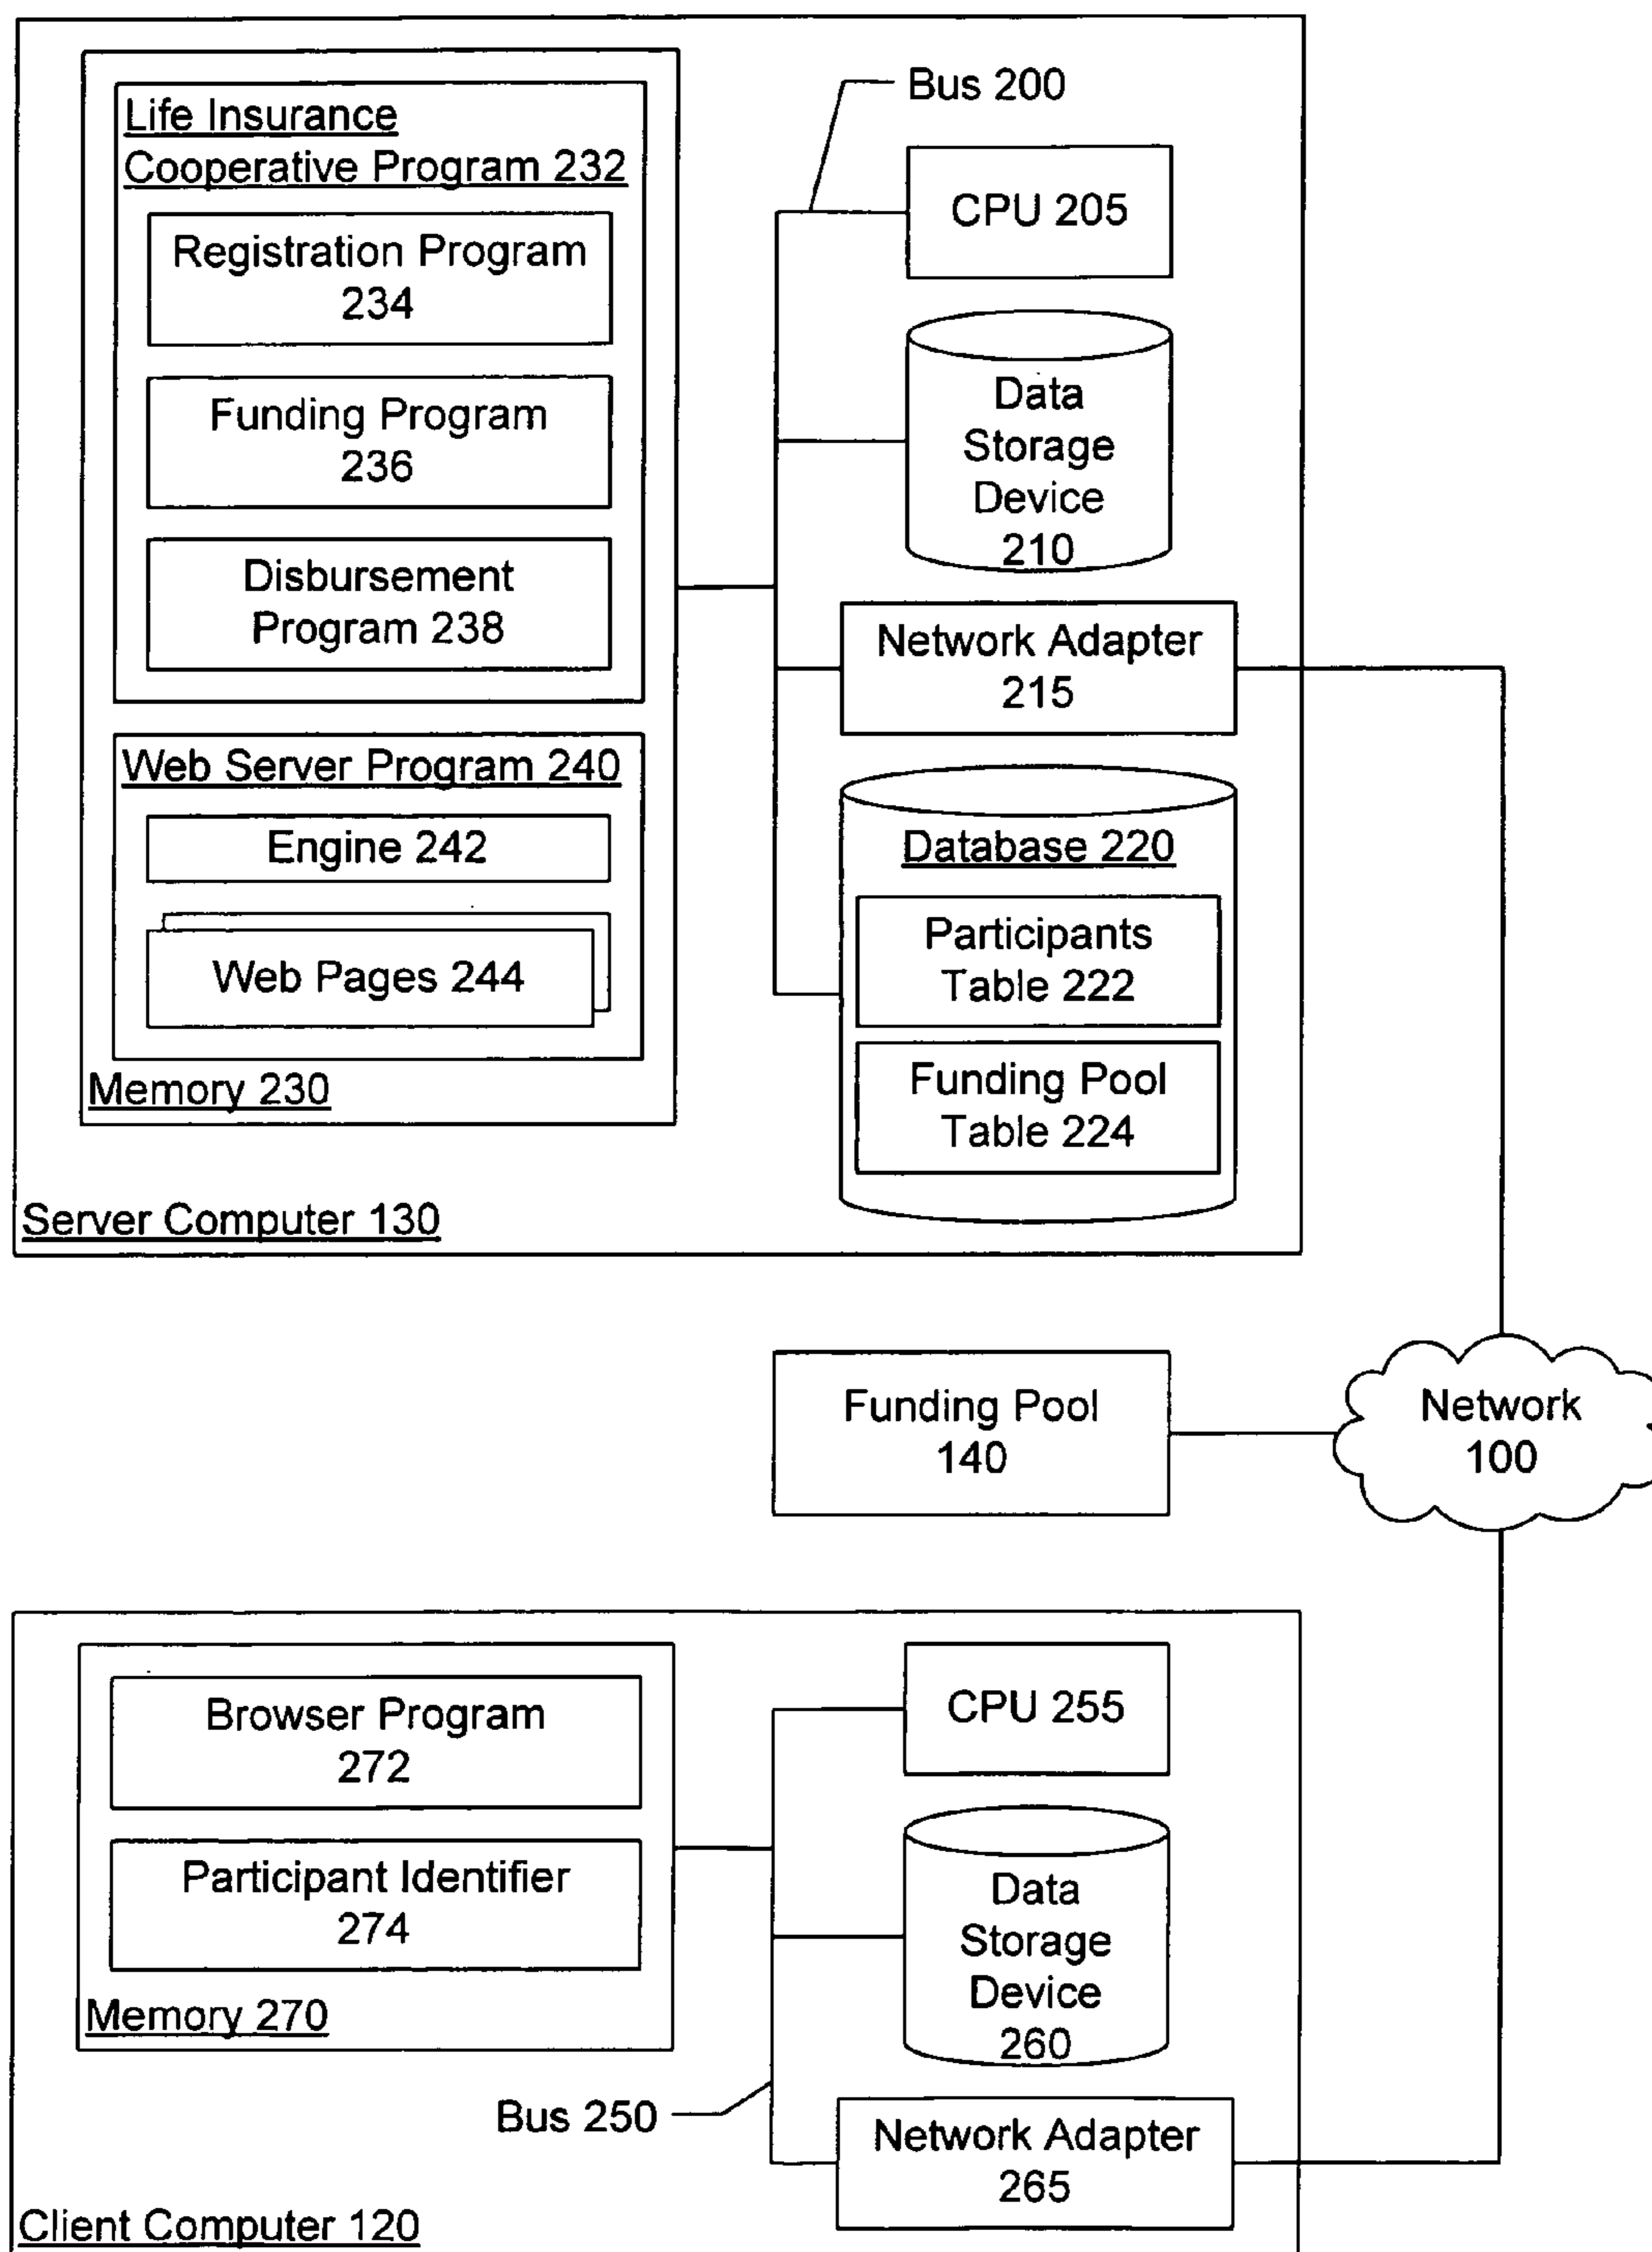 Life Insurance
Cooperative Program 232
Registration Program
234
Funding Program
236
Disbursement
Program 238
Web Server Program 240
Engine 242
Web Pages 244
Memory 230
Bus 200
CPU 205
Data
Storage
Device
210
Network Adapter
215
Database 220
Participants
Table 222
Funding Pool
Table 224
Server Computer 130
Funding Pool
140
Network
100
Browser Program
272
Participant Identifier
274
Memory 270
CPU 255
Data
Storage
Device
260
Bus 250
Network Adapter
265
Client Computer 120